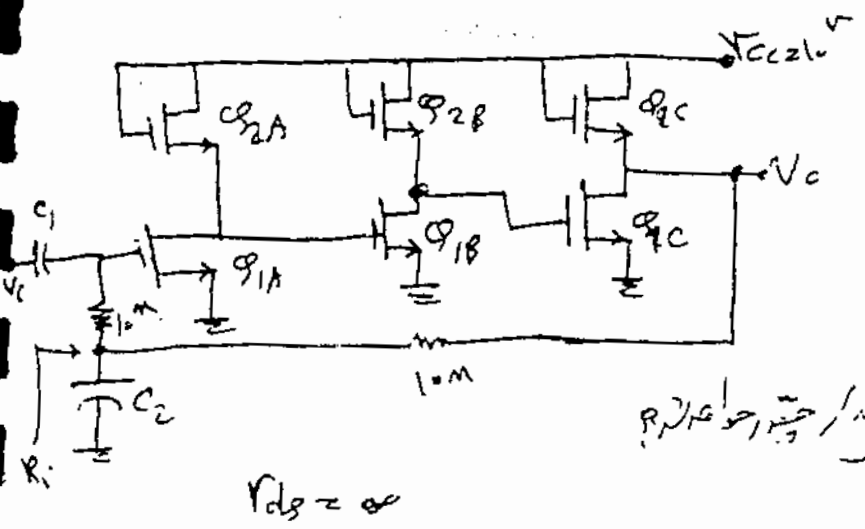 Vcc=10v
Q2A
Q2B
Q2C
Vo
C1
Q1A
Q1B
Q1C
Vi
10M
10M
C2
Ri
rds = ∞